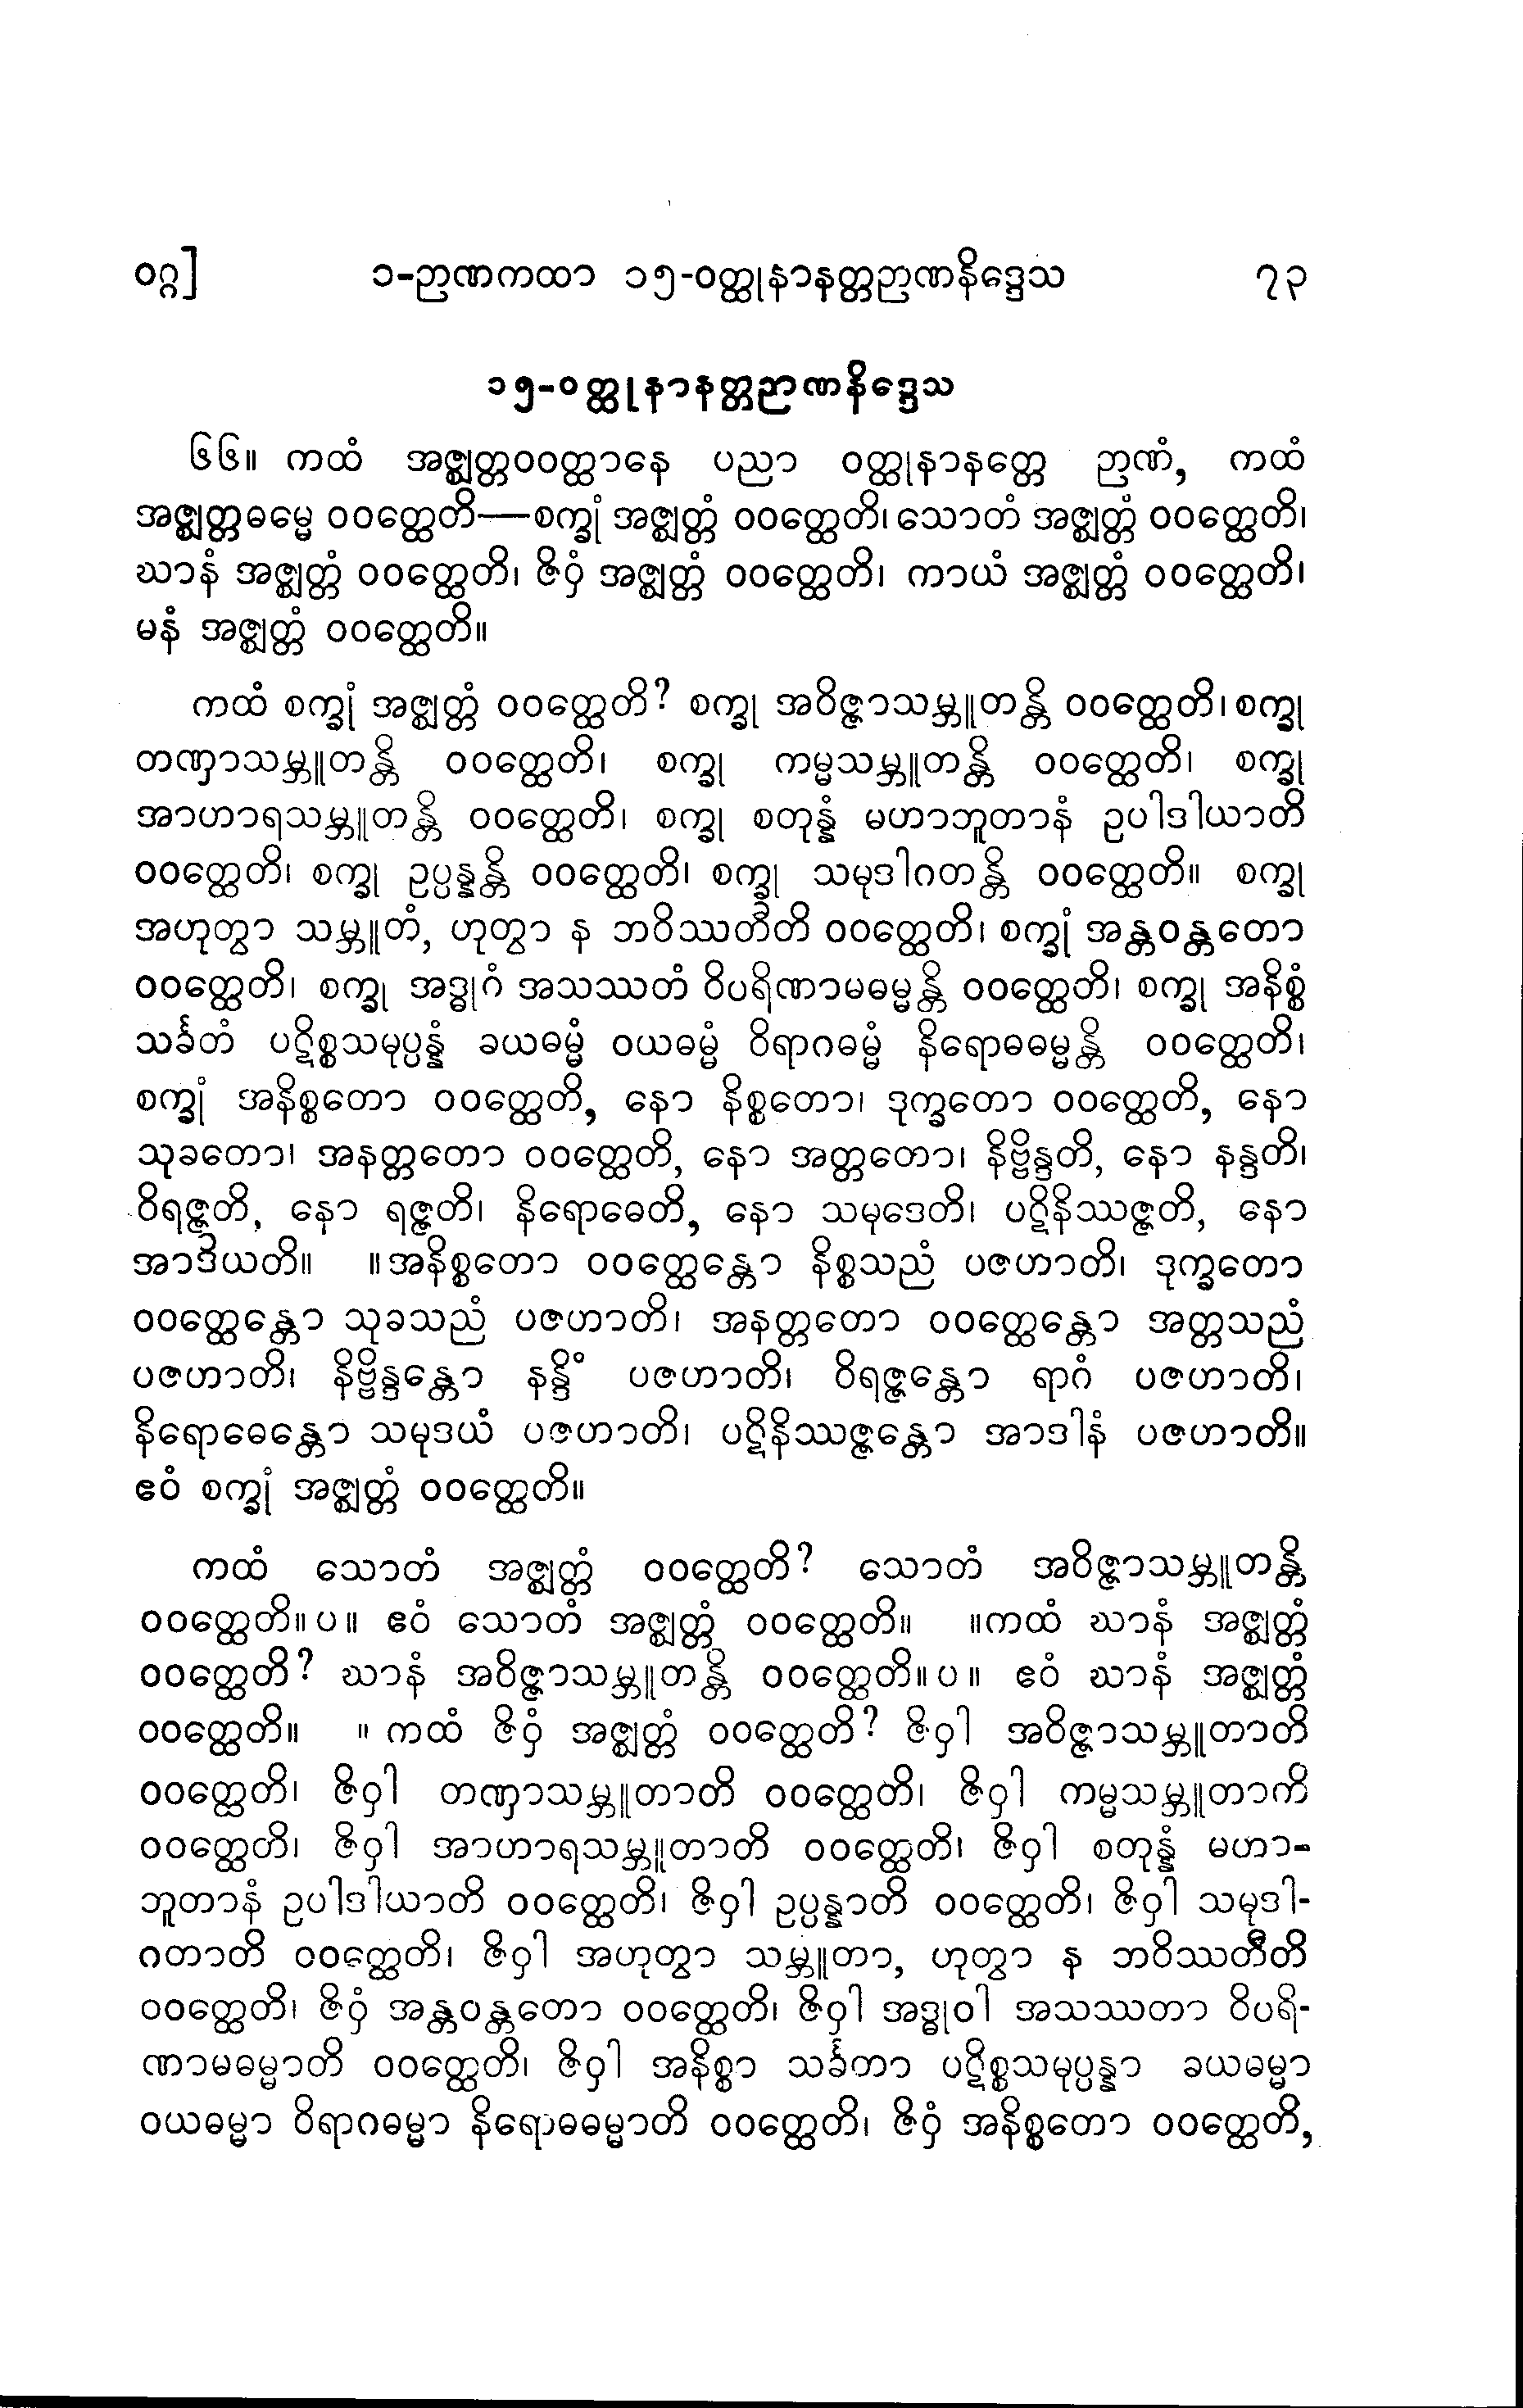 ဝဂ္ဂ]	၁-ဉာဏကထာ ၁၅-ဝတ္ထုနာနတ္တဉာဏနိဒ္ဒေသ	၇၃
၁၅-ဝတ္ထုနာနတ္တဉာဏနိဒ္ဒေသ
၆၆။ ကထံ အဇ္ဈတ္တဝဝတ္ထာနေ ပညာ ဝတ္ထုနာနတ္တေ ဉာဏံ, ကထံ
အဇ္ဈတ္တဓမ္မေ ဝဝတ္ထေတိ—စက္ခုံ အဇ္ဈတ္တံ ဝဝတ္ထေတိ၊ သောတံ အဇ္ဈတ္တံ ဝဝတ္ထေတိ၊
ဃာနံ အဇ္ဈတ္တံ ဝဝတ္ထေတိ၊ ဇိဝှံ အဇ္ဈတ္တံ ဝဝတ္ထေတိ၊ ကာယံ အဇ္ဈတ္တံ ဝဝတ္ထေတိ၊
မနံ အဇ္ဈတ္တံ ဝဝတ္ထေတိ။
ကထံ စက္ခုံ အဇ္ဈတ္တံ ဝဝတ္ထေတိ? စက္ခု အဝိဇ္ဇာသမ္ဘူတန္တိ ဝဝတ္ထေတိ၊ စက္ခု
တဏှာသမ္ဘူတန္တိ ဝဝတ္ထေတိ၊ စက္ခု ကမ္မသမ္ဘူတန္တိ ဝဝတ္ထေတိ၊ စက္ခု
အာဟာရသမ္ဘူတန္တိ ဝဝတ္ထေတိ၊ စက္ခု စတုန္နံ မဟာဘူတာနံ ဥပါဒါယာတိ
ဝဝတ္ထေတိ၊ စက္ခု ဥပ္ပန္နန္တိ ဝဝတ္ထေတိ၊ စက္ခု သမုဒါဂတန္တိ ဝဝတ္ထေတိ။ စက္ခု
အဟုတွာ သမ္ဘူတံ, ဟုတွာ န ဘဝိဿတီတိ ဝဝတ္ထေတိ၊ စက္ခုံ အန္တဝန္တတော
ဝဝတ္ထေတိ၊ စက္ခု အဒ္ဓုဂံ အသဿတံ ဝိပရိဏာမဓမ္မန္တိ ဝဝတ္ထေတိ၊ စက္ခု အနိစ္စံ
သင်္ခတံ ပဋိစ္စသမုပ္ပန္နံ ခယဓမ္မံ ဝယဓမ္မံ ဝိရာဂဓမ္မံ နိရောဓဓမ္မန္တိ ဝဝတ္ထေတိ၊
စက္ခုံ အနိစ္စတော ဝဝတ္ထေတိ, နော နိစ္စတော၊ ဒုက္ခတော ဝဝတ္ထေတိ, နော
သုခတော၊ အနတ္တတော ဝဝတ္ထေတိ, နော အတ္တတော၊ နိဗ္ဗိန္ဒတိ, နော နန္ဒတိ၊
ဝိရဇ္ဇတိ, နော ရဇ္ဇတိ၊ နိရောဓေတိ, နော သမုဒေတိ၊ ပဋိနိဿဇ္ဇတိ, နော
အာဒိယတိ။ ။အနိစ္စတော ဝဝတ္ထေန္တော နိစ္စသညံ ပဇဟာတိ၊ ဒုက္ခတော
ဝဝတ္ထေန္တော သုခသညံ ပဇဟာတိ၊ အနတ္တတော ဝဝတ္ထေန္တော အတ္တသညံ
ပဇဟာတိ၊ နိဗ္ဗိန္ဒန္တော နန္ဒိံ ပဇဟာတိ၊ ဝိရဇ္ဇန္တော ရာဂံ ပဇဟာတိ၊
နိရောဓေန္တော သမုဒယံ ပဇဟာတိ၊ ပဋိနိဿဇ္ဇန္တော အာဒါနံ ပဇဟာတိ။
ဧဝံ စက္ခုံ အဇ္ဈတ္တံ ဝဝတ္ထေတိ။
ကထံ သောတံ အဇ္ဈတ္တံ ဝဝတ္ထေတိ? သောတံ အဝိဇ္ဇာသမ္ဘူတန္တိ
ဝဝတ္ထေတိ။ပ။ ဧဝံ သောတံ အဇ္ဈတ္တံ ဝဝတ္ထေတိ။ ။ကထံ ဃာနံ အဇ္ဈတ္တံ
ဝဝတ္ထေတိ? ဃာနံ အဝိဇ္ဇာသမ္ဘူတန္တိ ဝဝတ္ထေတိ။ပ။ ဧဝံ ဃာနံ အဇ္ဈတ္တံ
ဝဝတ္ထေတိ။ ။ ကထံ ဇိဝှံ အဇ္ဈတ္တံ ဝဝတ္ထေတိ? ဇိဝှါ အဝိဇ္ဇာသမ္ဘူတာတိ
ဝဝတ္ထေတိ၊ ဇိဝှါ တဏှာသမ္ဘူတာတိ ဝဝတ္ထေတိ၊ ဇိဝှါ ကမ္မသမ္ဘူတာကိ
ဝဝတ္ထေတိ၊ ဇိဝှါ အာဟာရသမ္ဘူတာတိ ဝဝတ္ထေတိ၊ ဇိဝှါ စတုန္နံ မဟာ-
ဘူတာနံ ဥပါဒါယာတိ ဝဝတ္ထေတိ၊ ဇိဝှါ ဥပ္ပန္နာတိ ဝဝတ္ထေတိ၊ ဇိဝှါ သမုဒါ-
ဂတာတိ ဝဝတ္ထေတိ၊ ဇိဝှါ အဟုတွာ သမ္ဘူတာ, ဟုတွာ န ဘဝိဿတီတိ
ဝဝတ္ထေတိ၊ ဇိဝှံ အန္တဝန္တတော ဝဝတ္ထေတိ၊ ဇိဝှါ အဒ္ဓုဝါ အသဿတာ ဝိပရိ-
ဏာမဓမ္မာတိ ဝဝတ္ထေတိ၊ ဇိဝှါ အနိစ္စာ သင်္ခတာ ပဋိစ္စသမုပ္ပန္နာ ခယဓမ္မာ
ဝယဓမ္မာ ဝိရာဂဓမ္မာ နိရောဓဓမ္မာတိ ဝဝတ္ထေတိ၊ ဇိဝှံ အနိစ္စတော ဝဝတ္ထေတိ,